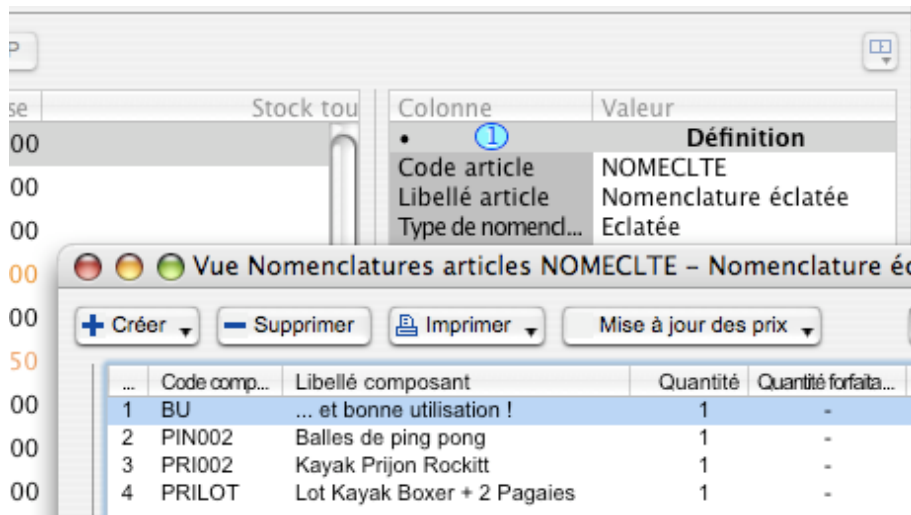 P
se Stock tou Colonne Valeur
00 • 1 Définition
Code article NOMECLTE
00 Libellé article Nomenclature éclatée
00 Type de nomencl... Eclatée
00 Vue Nomenclatures articles NOMECLTE – Nomenclature éc
00 Créer Supprimer Imprimer Mise à jour des prix
50
... Code comp... Libellé composant Quantité Quantité forfaita...
00 1 BU ... et bonne utilisation ! 1 -
2 PIN002 Balles de ping pong 1 -
00 3 PRI002 Kayak Prijon Rockitt 1 -
00 4 PRILOT Lot Kayak Boxer + 2 Pagaies 1 -